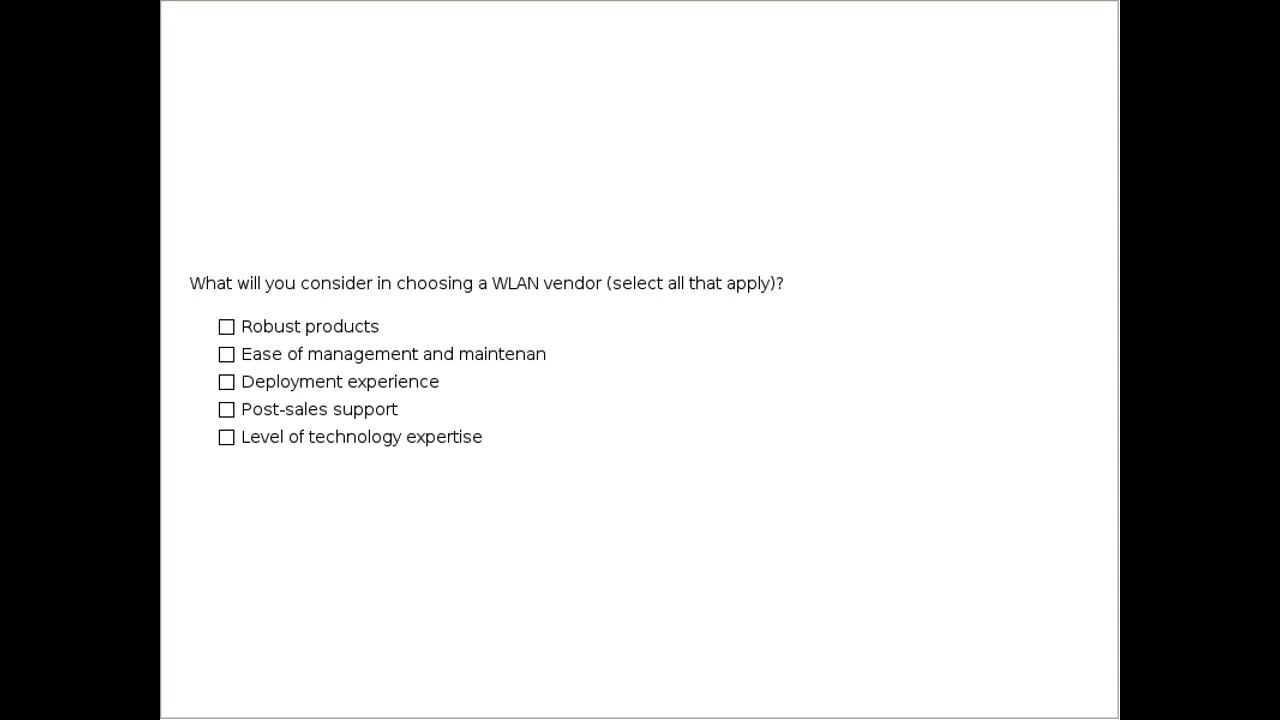 What will you consider in choosing a WLAN vendor (select all that apply)?
Robust products
Ease of management and maintenan
Deployment experience
Post-sales support
Level of technology expertise